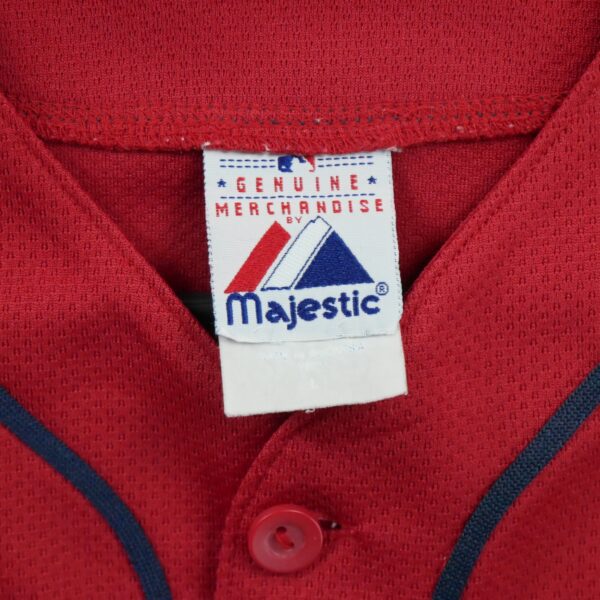 ★ GENUINE ★
MERCHANDISE
BY
Majestic®